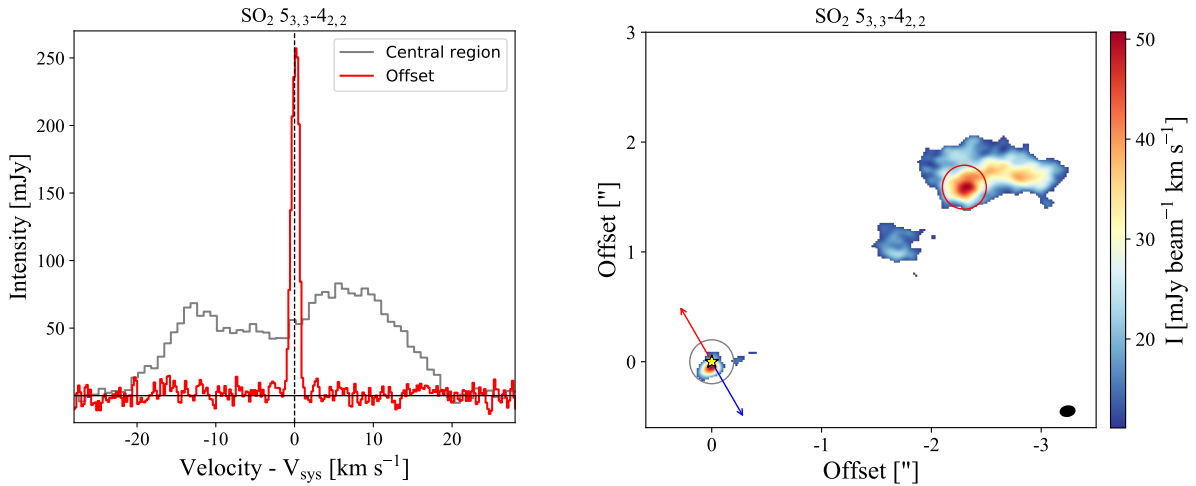 SO₂ 5₃,₃-4₂,₂
Central region
Offset
250
200
150
100
50
Intensity [mJy]
-20
-10
0
10
20
Velocity - Vsys [km s⁻¹]
SO₂ 5₃,₃-4₂,₂
3
2
1
0
Offset ["]
0
-1
-2
-3
Offset ["]
50
40
30
20
I [mJy beam⁻¹ km s⁻¹]